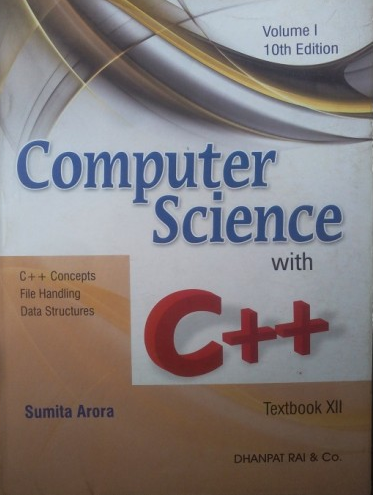 Volume I
10th Edition
Computer
Science
with
C++
C++ Concepts
File Handling
Data Structures
Sumita Arora
Textbook XII
DHANPAT RAI & Co.